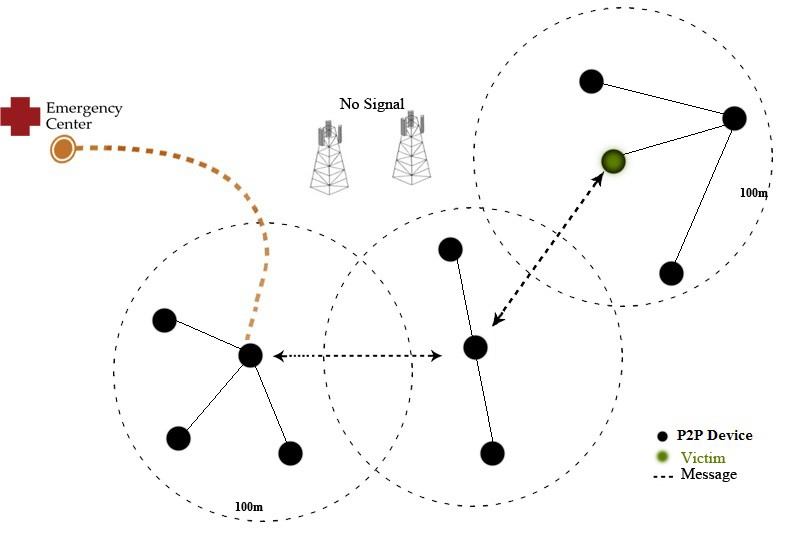 Emergency
Center
No Signal
100m
100m
P2P Device
Victim
Message